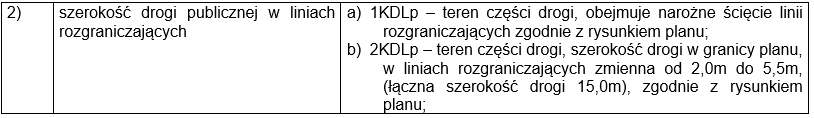 2) szerokość drogi publicznej w liniach rozgraniczających
a) 1KDLp – teren części drogi, obejmuje narożne ścięcie linii
rozgraniczających zgodnie z rysunkiem planu;
b) 2KDLp – teren części drogi, szerokość drogi w granicy planu,
w liniach rozgraniczających zmienna od 2,0m do 5,5m,
(łączna szerokość drogi 15,0m), zgodnie z rysunkiem
planu;